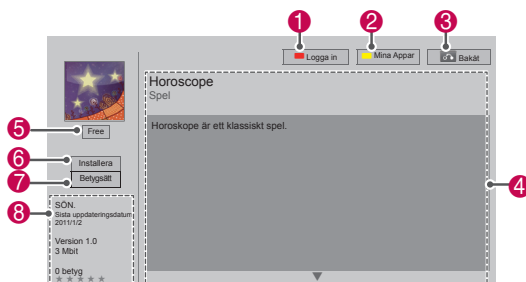 1 2 3
Logga in Mina Appar Bakåt
Horoscope
Spel
Horoskope är ett klassiskt spel.
5 Free
6 Installera
7 Betygsätt
4
8 SÖN.
Sista uppdateringsdatum
2011/1/2
Version 1.0
3 Mbit
0 betyg